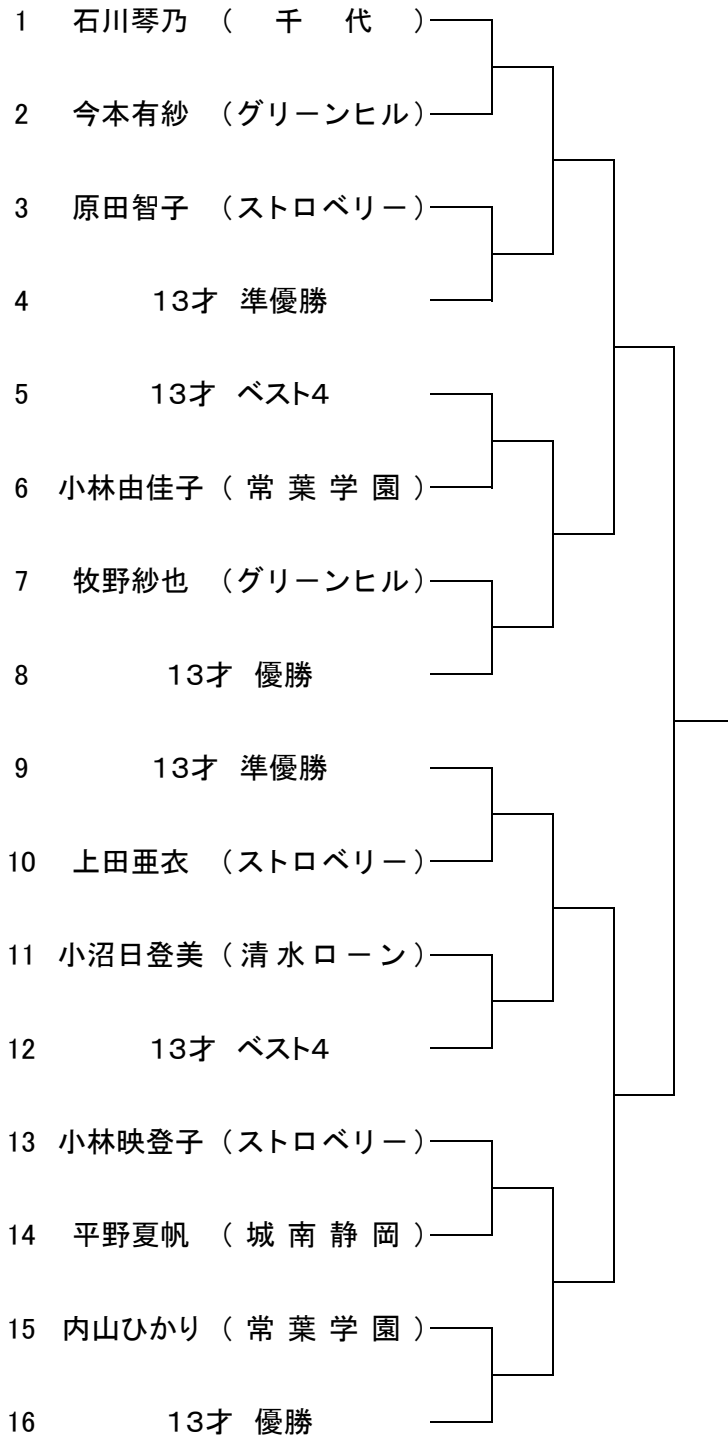 1 石川琴乃 ( 千 代 )
2 今本有紗 (グリーンヒル)
3 原田智子 (ストロベリー)
4 13才 準優勝
5 13才 ベスト4
6 小林由佳子 ( 常 葉 学 園 )
7 牧野紗也 (グリーンヒル)
8 13才 優勝
9 13才 準優勝
10 上田亜衣 (ストロベリー)
11 小沼日登美 ( 清 水 ロ ー ン )
12 13才 ベスト4
13 小林映登子 (ストロベリー)
14 平野夏帆 ( 城 南 静 岡 )
15 内山ひかり ( 常 葉 学 園 )
16 13才 優勝